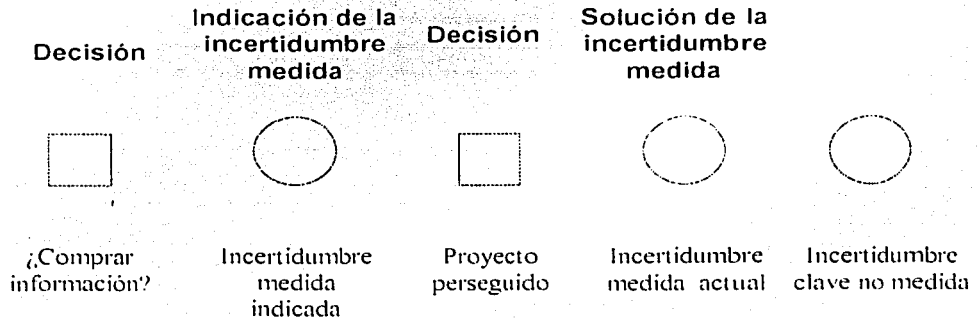 Decisión
Indicación de la
incertidumbre
medida
Decisión
Solución de la
incertidumbre
medida
¿Comprar
información?
Incertidumbre
medida
indicada
Proyecto
perseguido
Incertidumbre
medida actual
Incertidumbre
clave no medida